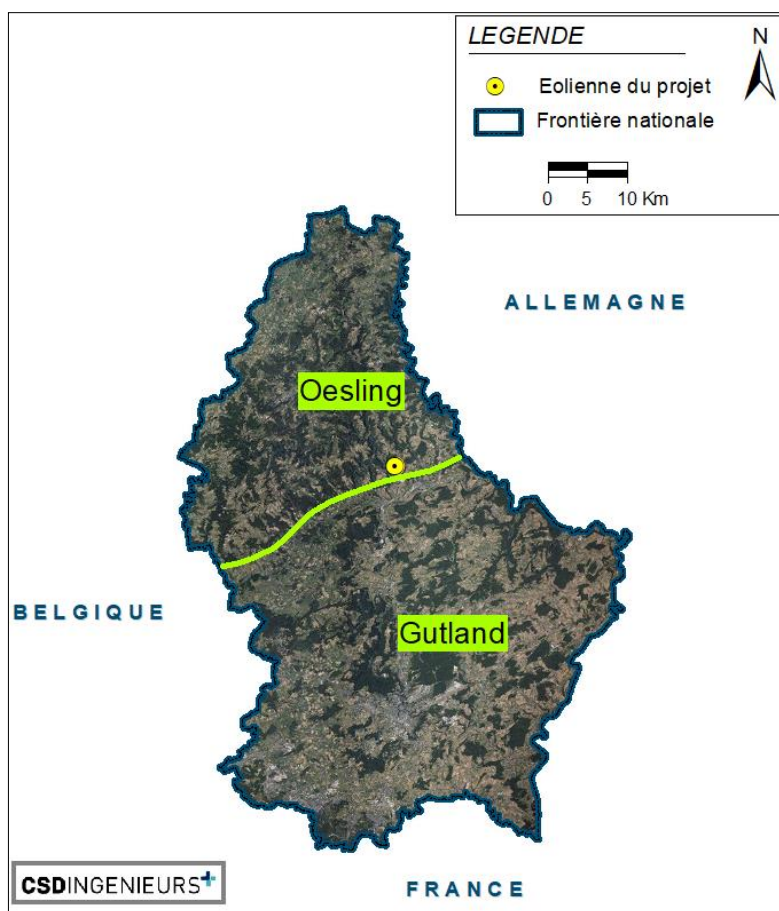 LEGENDE
N
Eolienne du projet
Frontière nationale
0 5 10 Km
ALLEMAGNE
Oesling
BELGIQUE
Gutland
CSDINGENIEURS+
FRANCE